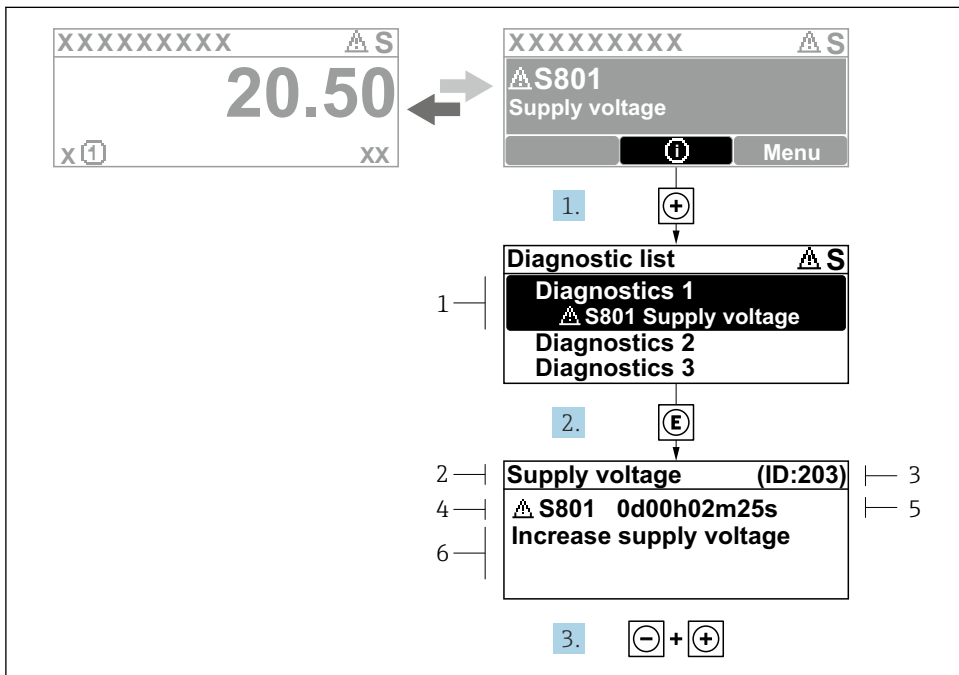 XXXXXXXXX S
20.50
x 1 xx
XXXXXXXXX S
S801
Supply voltage
i Menu
1. +
Diagnostic list S
1
Diagnostics 1
S801 Supply voltage
Diagnostics 2
Diagnostics 3
2. E
2 Supply voltage (ID:203) 3
4 S801 0d00h02m25s 5
6 Increase supply voltage
3. - + +